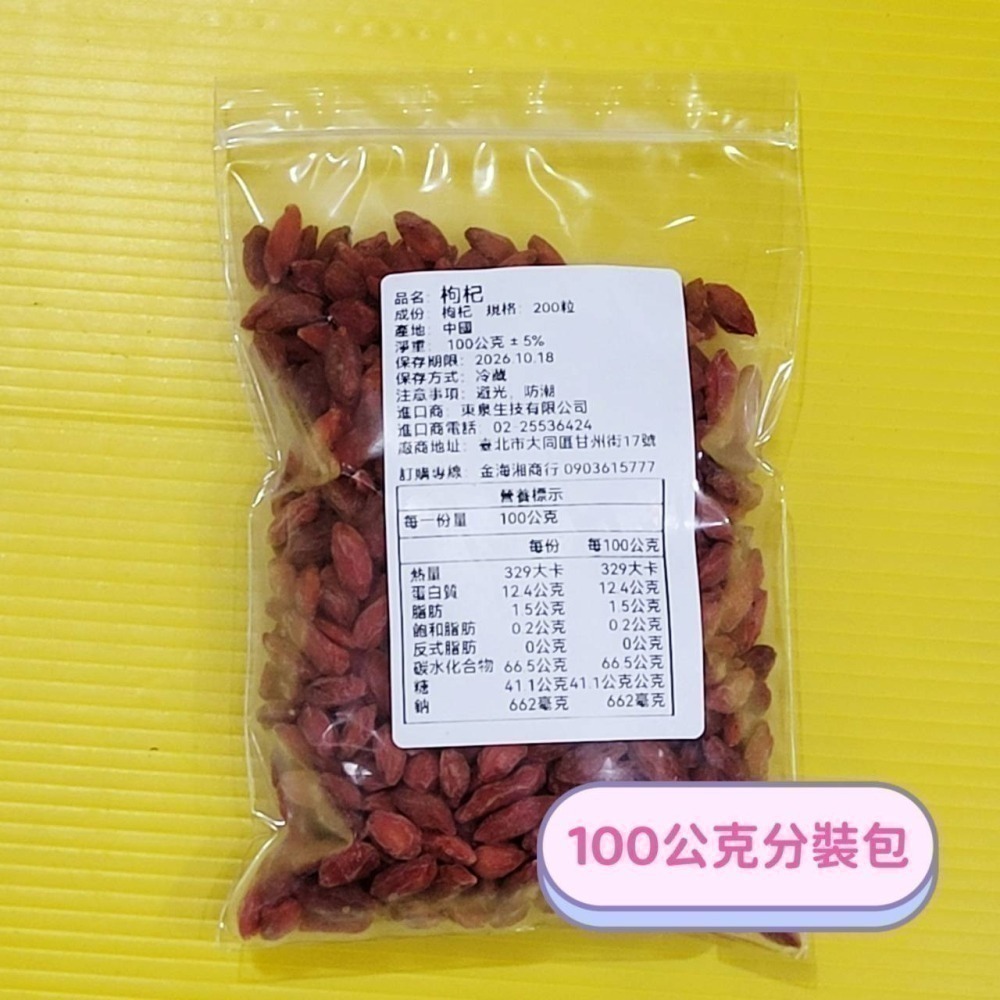 品名: 枸杞
成份: 枸杞 規格: 200粒
產地: 中國
淨重: 100公克±5%
保存期限: 2026.10.18
保存方式: 冷藏
注意事項: 避光, 防潮
進口商: 東泉生技有限公司
進口商電話: 02-25536424
廠商地址: 臺北市大同區甘州街17號
訂購專線: 金海湘商行 0903615777
營養標示
每一份量 100公克
每份 每100公克
熱量 329大卡 329大卡
蛋白質 12.4公克 12.4公克
脂肪 1.5公克 1.5公克
飽和脂肪 0.2公克 0.2公克
反式脂肪 0公克 0公克
碳水化合物 66.5公克 66.5公克
糖 41.1公克 41.1公克公克
鈉 662毫克 662毫克
100公克分裝包